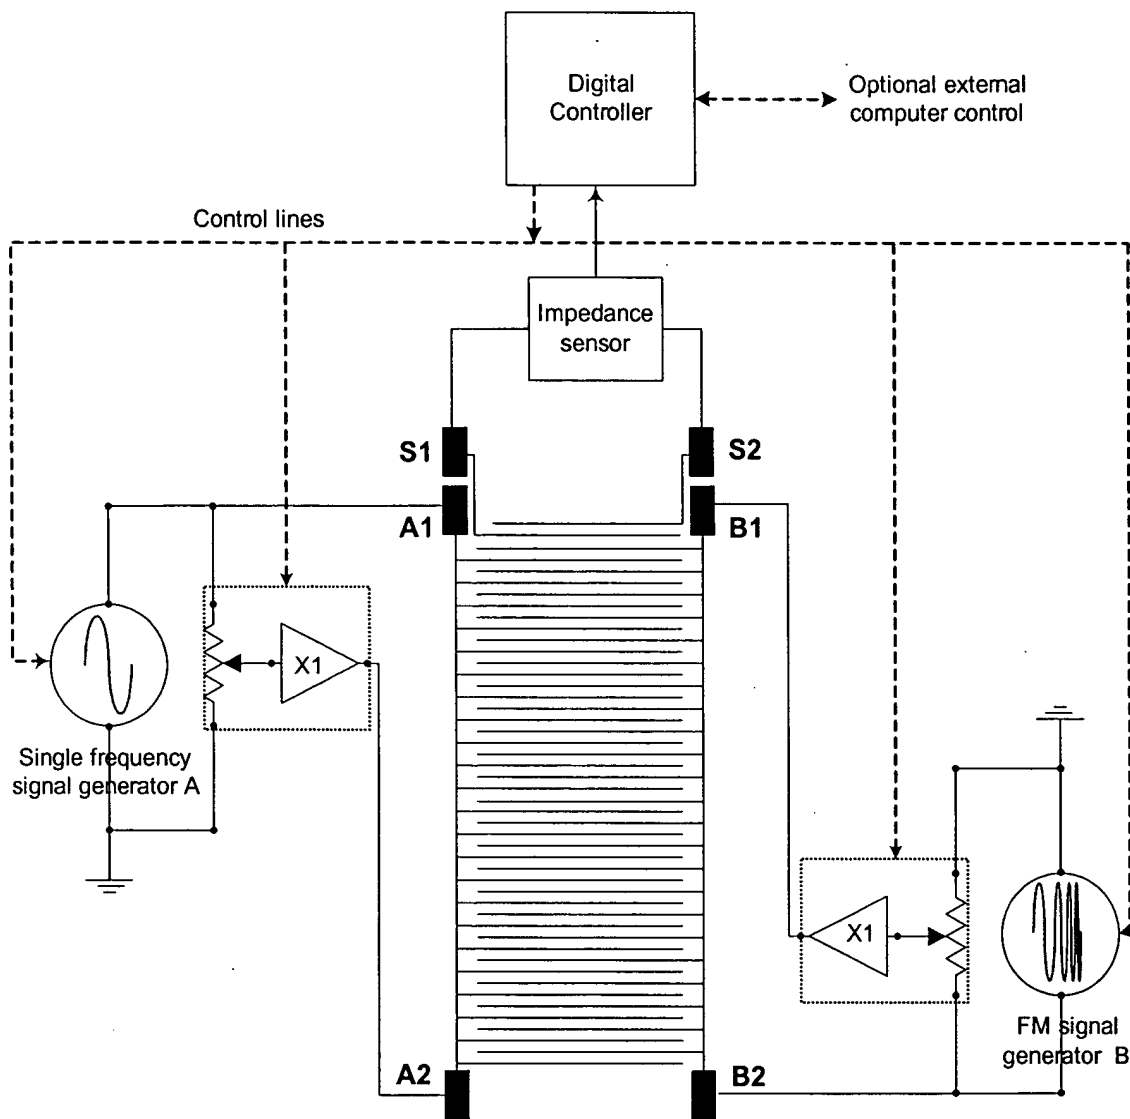 Digital
Controller
Optional external
computer control
Control lines
Impedance
sensor
S1
S2
A1
B1
X1
Single frequency
signal generator A
X1
FM signal
generator B
A2
B2